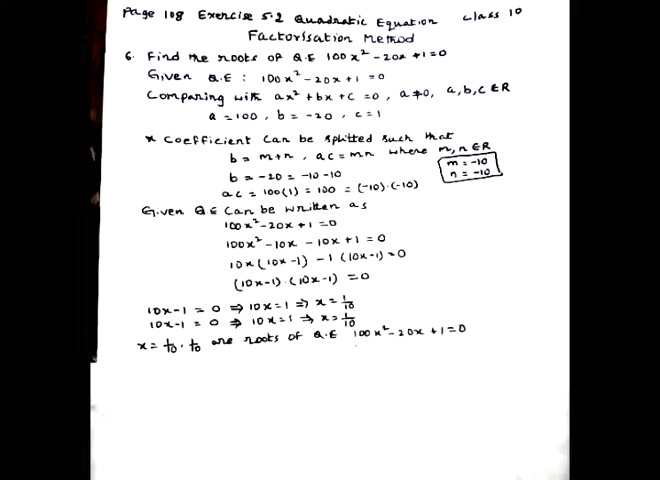 Page 108 Exercise 5.2 Quadratic Equation class 10
Factorisation Method
6. Find the roots of Q.E 100x² - 20x + 1 = 0
Given Q.E : 100x² - 20x + 1 = 0
Comparing with ax² + bx + c = 0, a ≠ 0, a, b, c ∈ R
a = 100, b = -20, c = 1
x Coefficient can be splitted such that
b = m+n, ac = mn where m, n ∈ R
b = -20 = -10 -10
m = -10
n = -10
ac = 100(1) = 100 = (-10)·(-10)
Given QE Can be written as
100x² - 20x + 1 = 0
100x² - 10x - 10x + 1 = 0
10x(10x-1) - 1(10x-1) = 0
(10x-1)·(10x-1) = 0
10x-1 = 0 ⇒ 10x = 1 ⇒ x = 1/10
10x-1 = 0 ⇒ 10x = 1 ⇒ x = 1/10
x = 1/10, 1/10 are roots of Q.E 100x² - 20x + 1 = 0